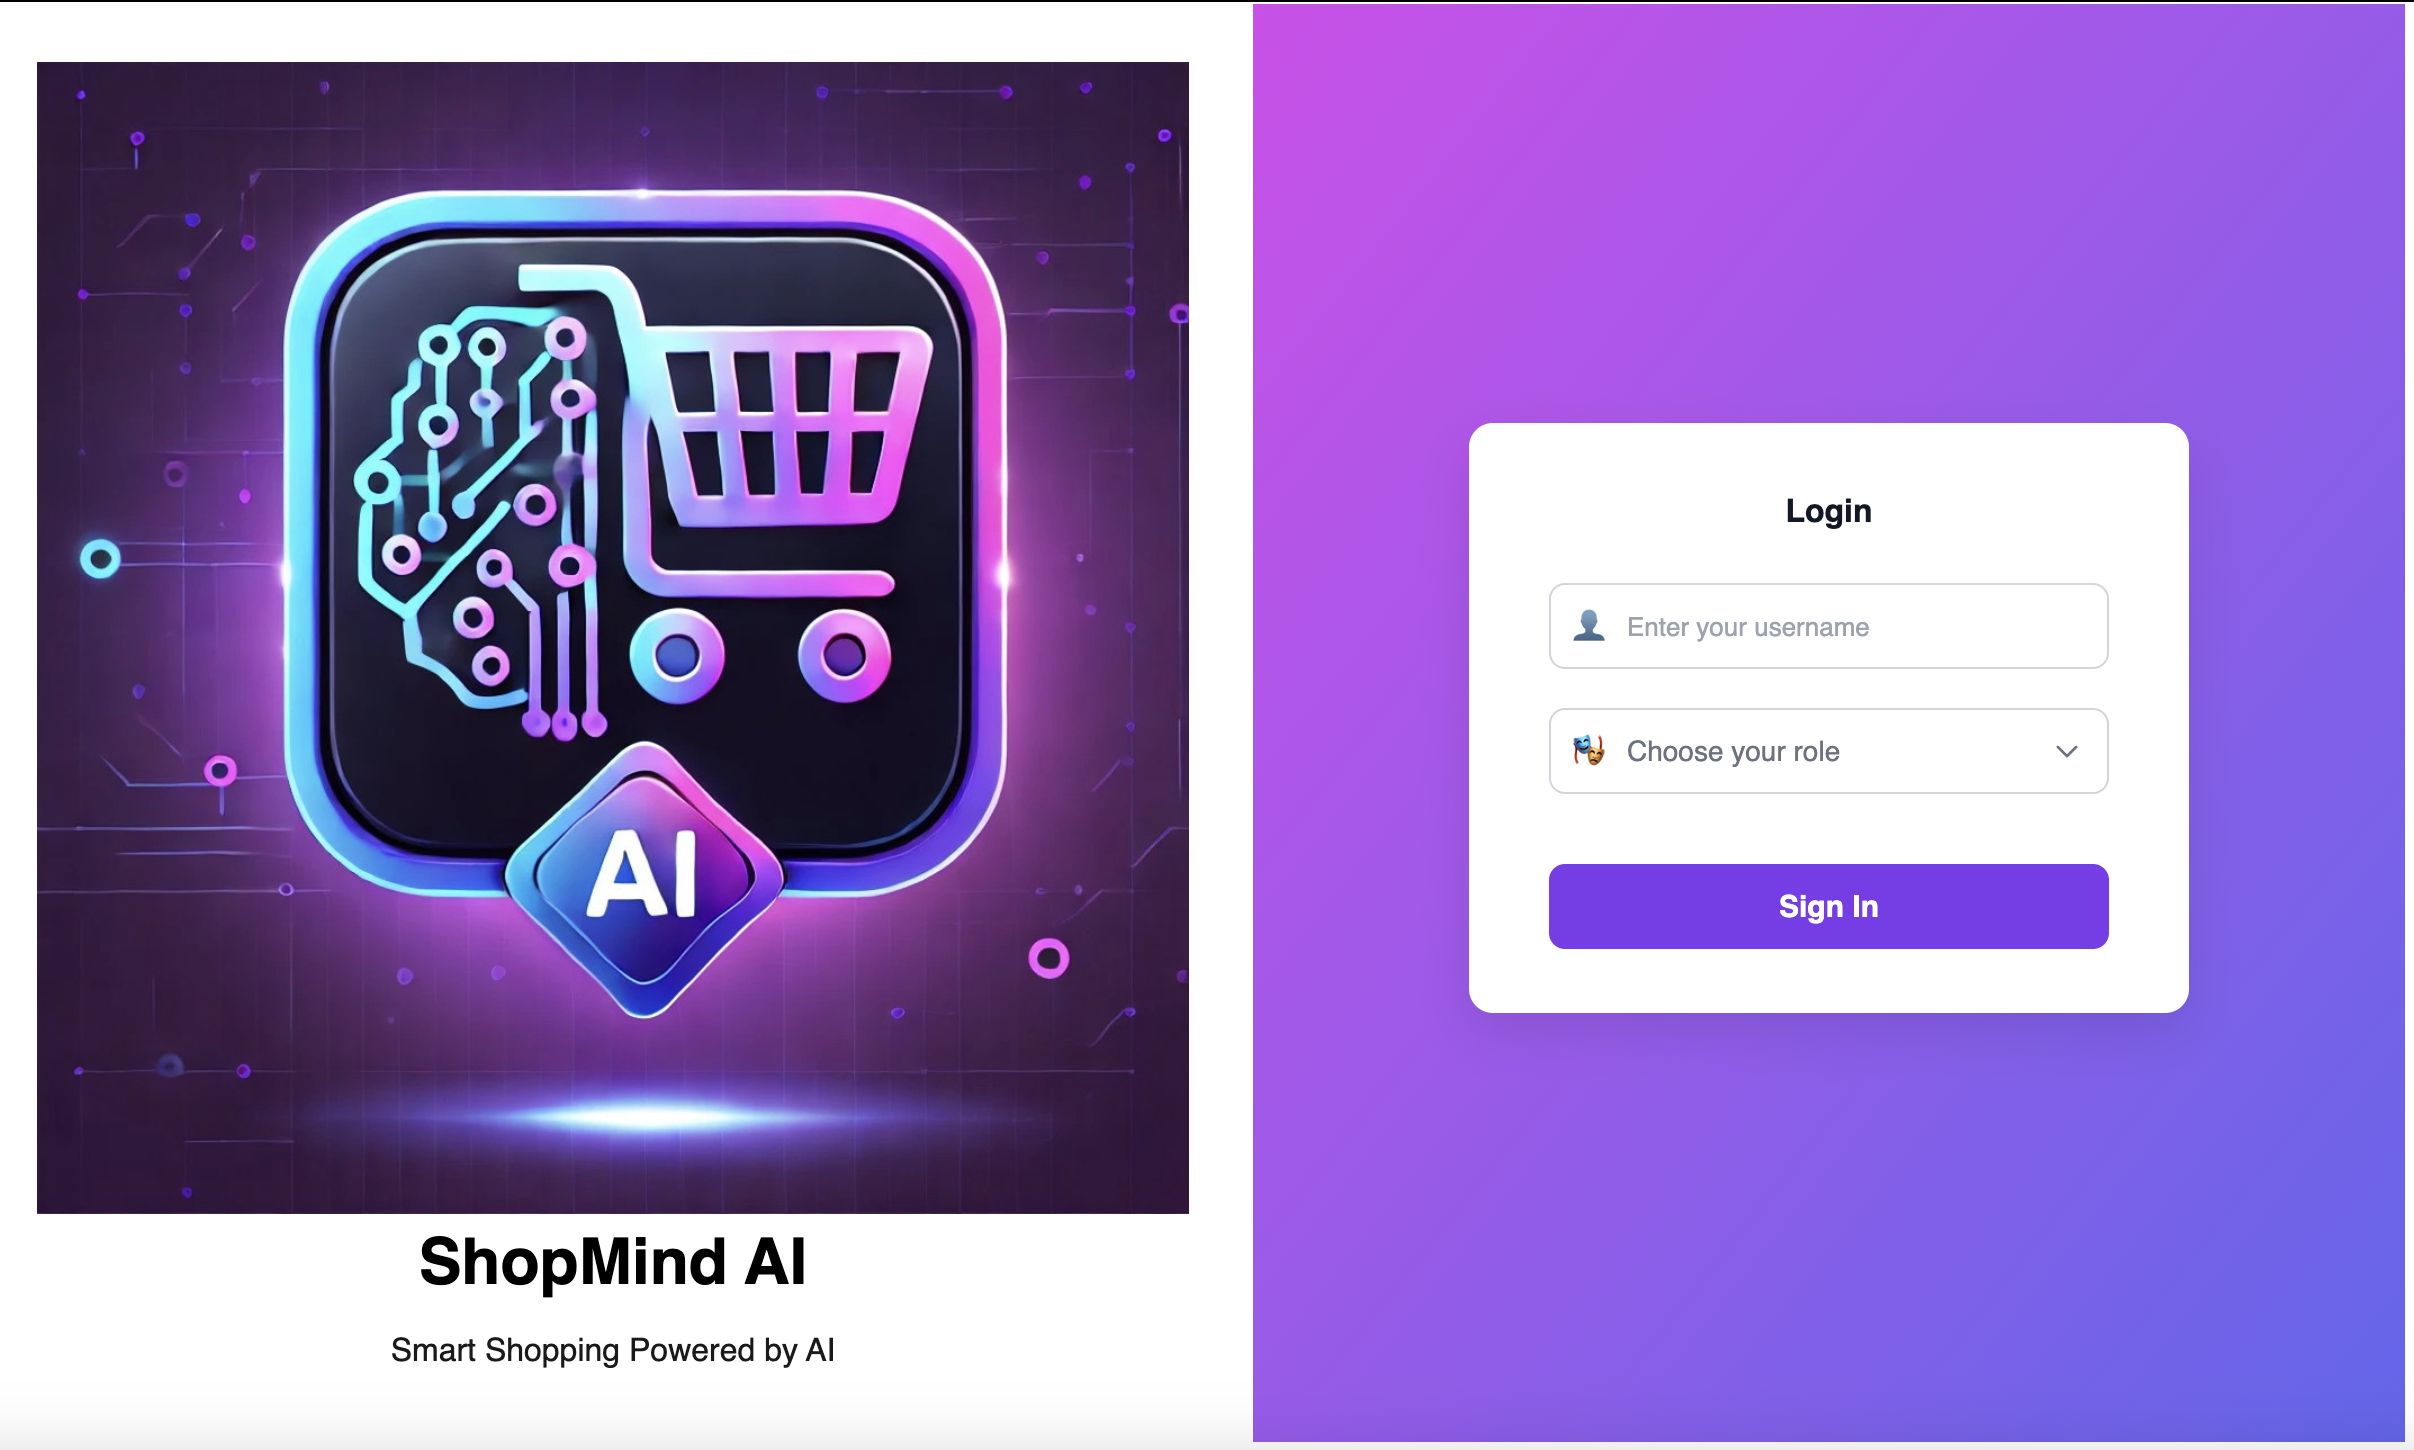 AI
ShopMind AI
Smart Shopping Powered by AI
Login
Enter your username
Choose your role
Sign In